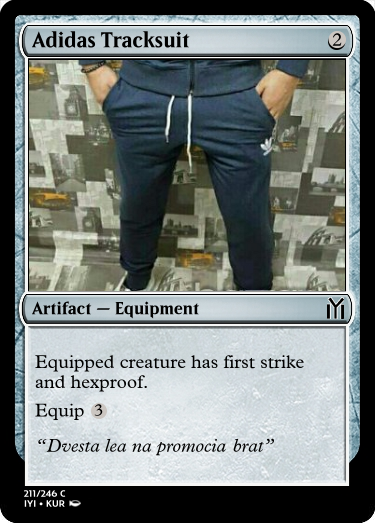 Adidas Tracksuit 2
Artifact — Equipment
Equipped creature has first strike
and hexproof.
Equip 3
“Dvesta lea na promocia brat”
211/246 C
IYI • KUR